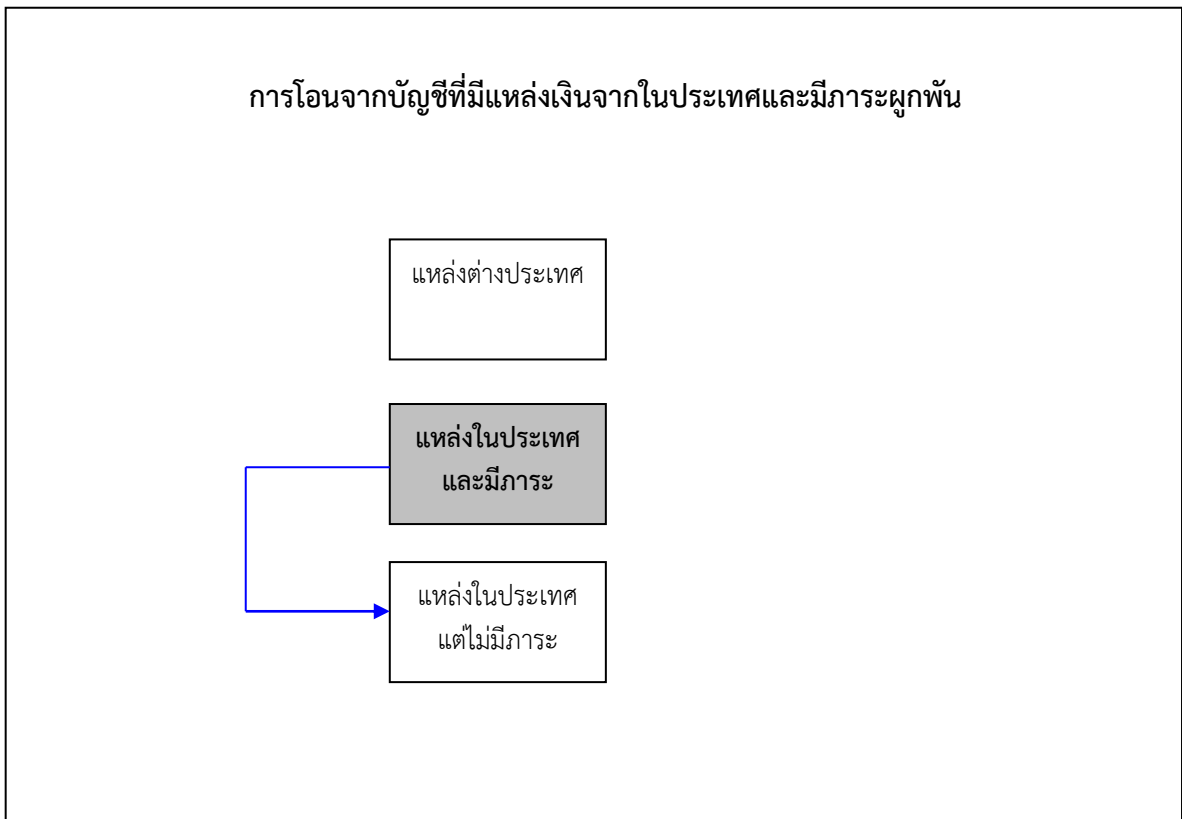 การโอนจากบัญชีที่มีแหล่งเงินจากในประเทศและมีภาระผูกพัน
แหล่งต่างประเทศ
แหล่งในประเทศ
และมีภาระ
แหล่งในประเทศ
แต่ไม่มีภาระ